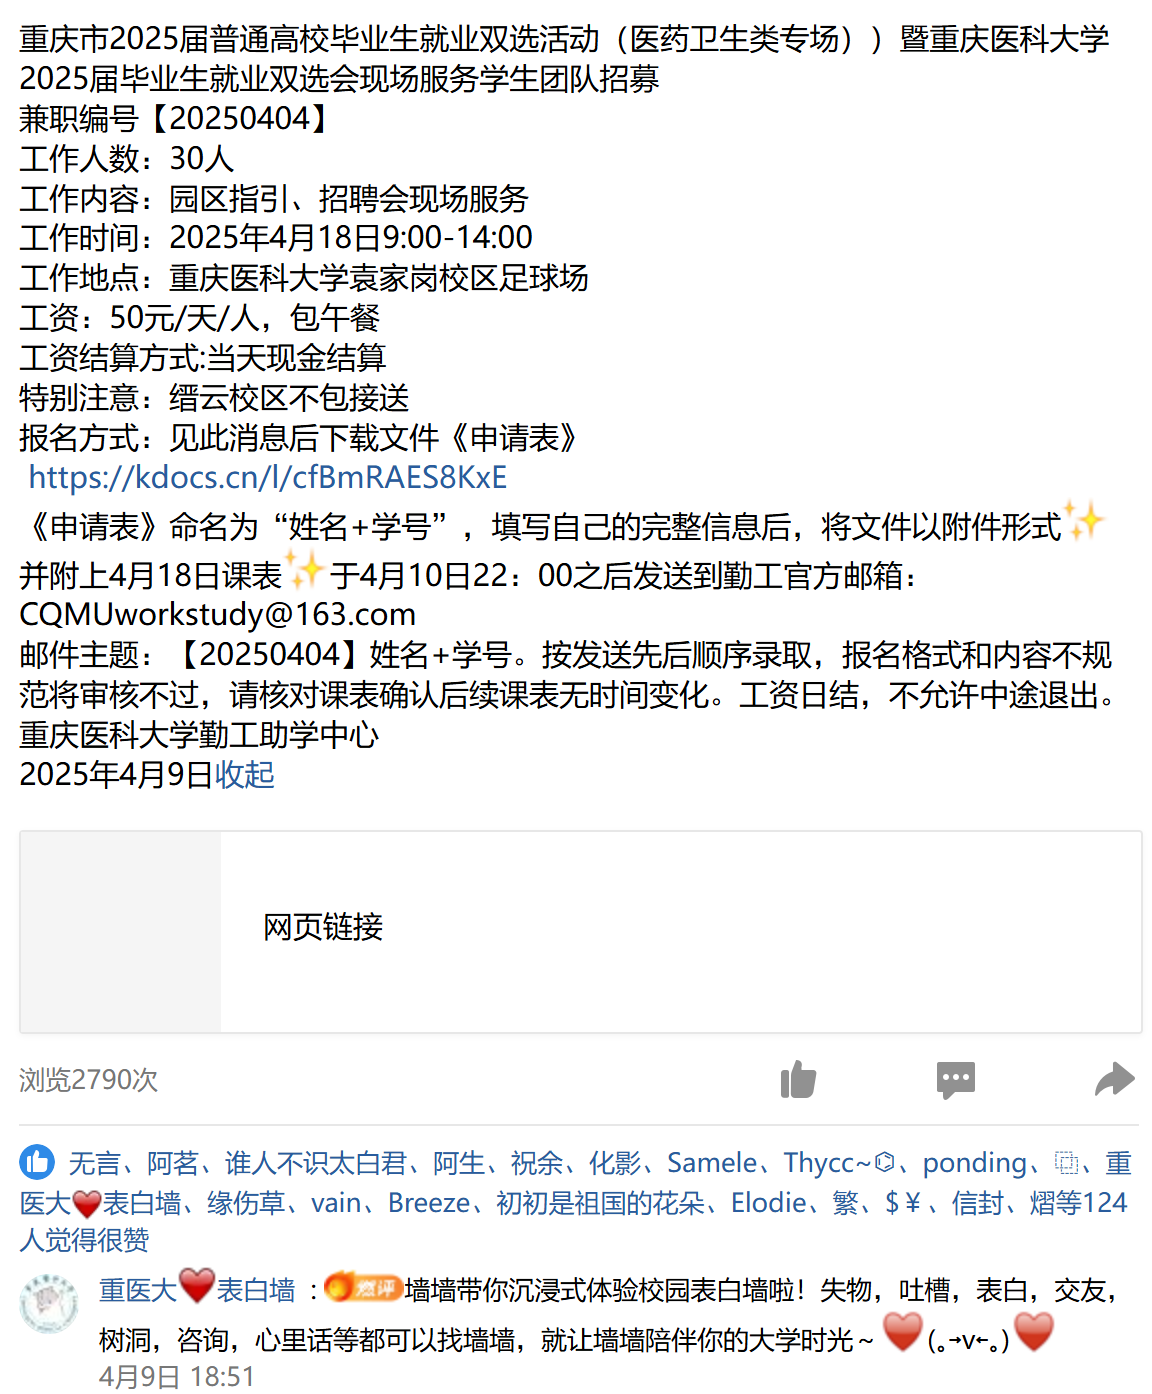 重庆市2025届普通高校毕业生就业双选活动（医药卫生类专场））暨重庆医科大学
2025届毕业生就业双选会现场服务学生团队招募
兼职编号【20250404】
工作人数：30人
工作内容：园区指引、招聘会现场服务
工作时间：2025年4月18日9:00-14:00
工作地点：重庆医科大学袁家岗校区足球场
工资：50元/天/人，包午餐
工资结算方式:当天现金结算
特别注意：缙云校区不包接送
报名方式：见此消息后下载文件《申请表》
https://kdocs.cn/l/cfBmRAES8KxE
《申请表》命名为“姓名+学号”，填写自己的完整信息后，将文件以附件形式✨
并附上4月18日课表✨于4月10日22：00之后发送到勤工官方邮箱：
CQMUworkstudy@163.com
邮件主题：【20250404】姓名+学号。按发送先后顺序录取，报名格式和内容不规
范将审核不过，请核对课表确认后续课表无时间变化。工资日结，不允许中途退出。
重庆医科大学勤工助学中心
2025年4月9日收起
网页链接
浏览2790次
无言、阿茗、谁人不识太白君、阿生、祝余、化影、Samele、Thycc~⌬、ponding、⿻、重
医大❤表白墙、缘伤草、vain、Breeze、初初是祖国的花朵、Elodie、繁、$￥、信封、熠等124
人觉得很赞
重医大❤表白墙：燃评墙墙带你沉浸式体验校园表白墙啦！失物，吐槽，表白，交友，
树洞，咨询，心里话等都可以找墙墙，就让墙墙陪伴你的大学时光～❤(｡→v←｡)❤
4月9日 18:51